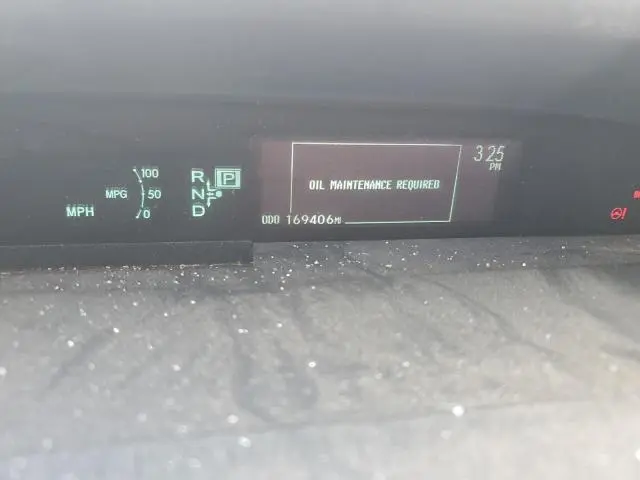 100
MPG 50
MPH 0
R P
N
D
OIL MAINTENANCE REQUIRED
ODO 169406MI
3 25
PM